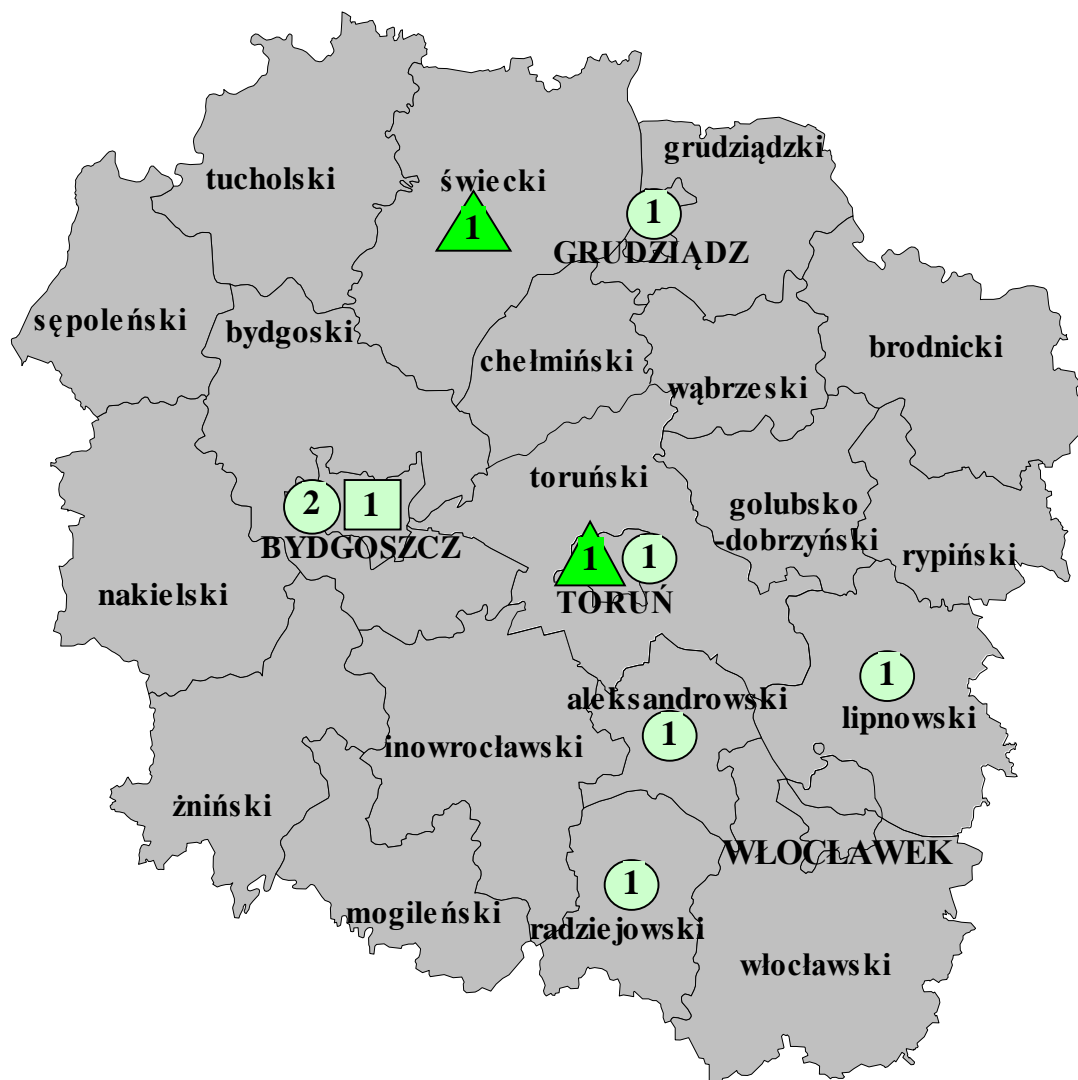 grudziądzki
tucholski
świecki
1
1
GRUDZIĄDZ
sępoleński
bydgoski
chełmiński
brodnicki
wąbrzeski
toruński
2
1
golubsko
-dobrzyński
BYDGOSZCZ
1
1
rypiński
nakielski
TORUŃ
1
lipnowski
aleksandrowski
1
inowrocławski
żniński
WŁOCŁAWEK
1
mogileński
radziejowski
włocławski